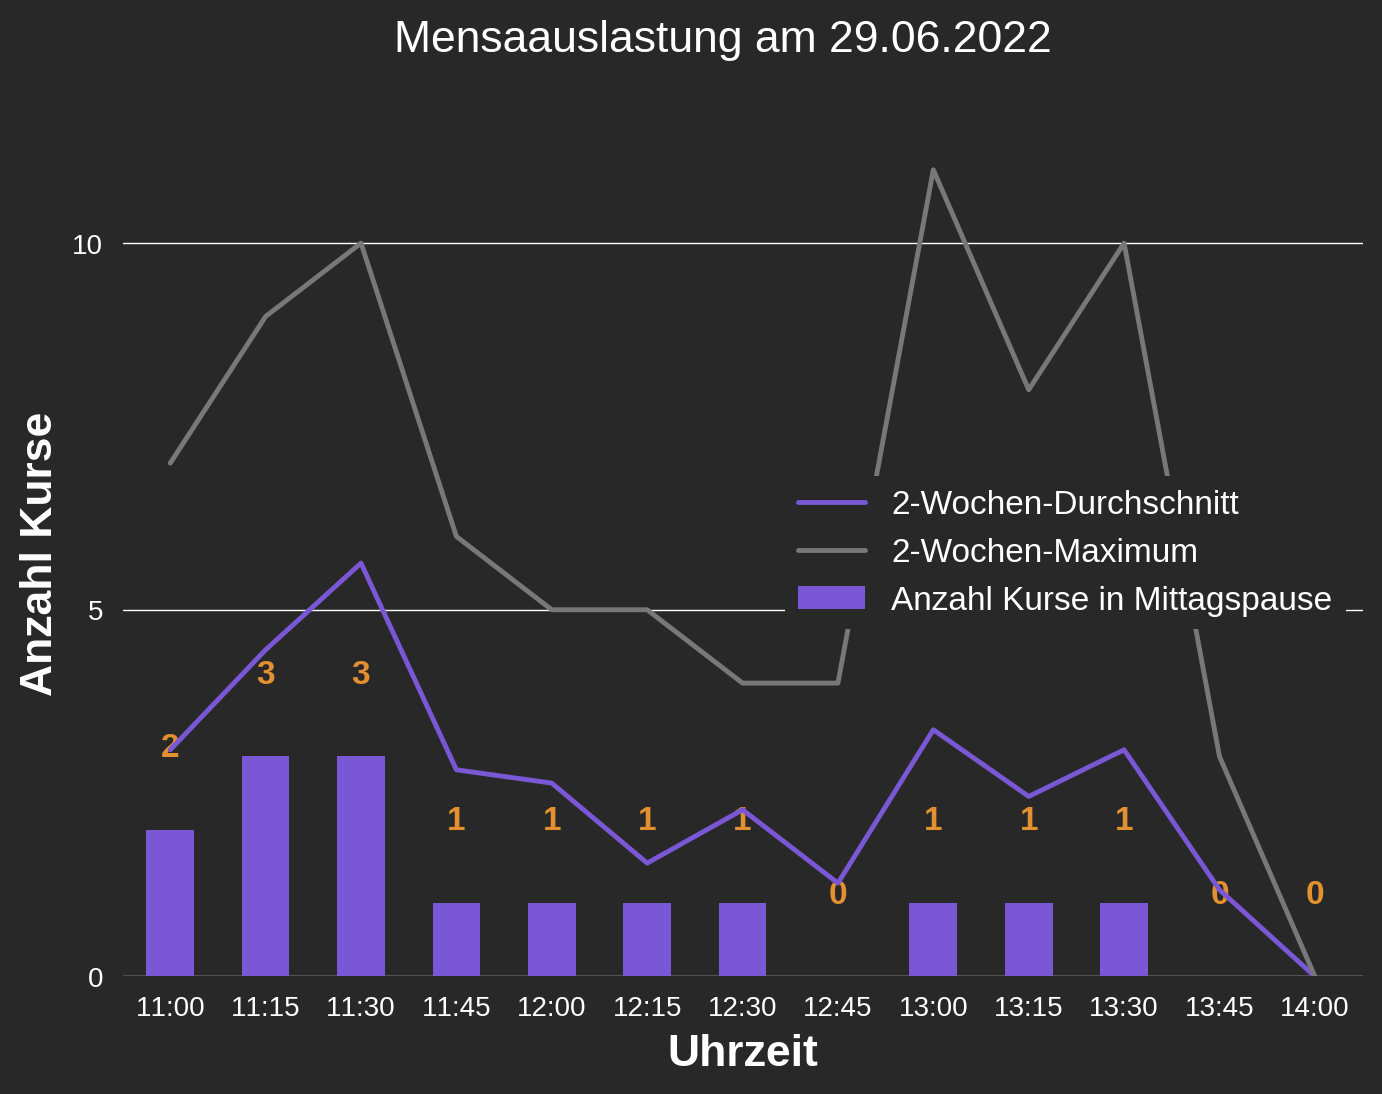 Mensaauslastung am 29.06.2022
Anzahl Kurse
10
5
0
2-Wochen-Durchschnitt
2-Wochen-Maximum
Anzahl Kurse in Mittagspause
2 3 3 1 1 1 1 0 1 1 1 0 0
11:00 11:15 11:30 11:45 12:00 12:15 12:30 12:45 13:00 13:15 13:30 13:45 14:00
Uhrzeit